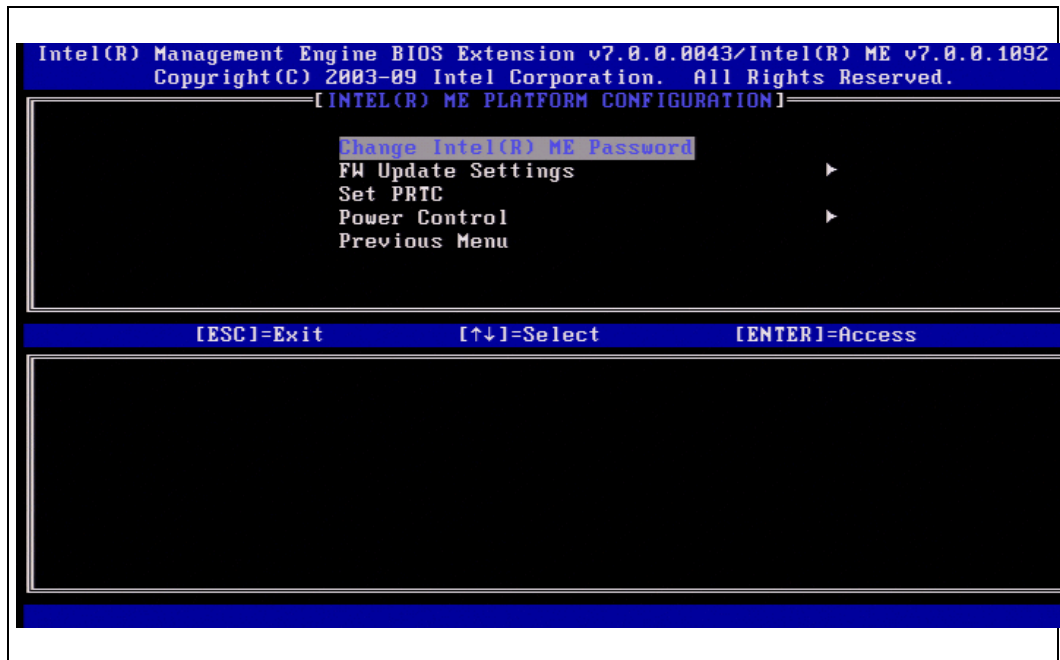 Intel(R) Management Engine BIOS Extension v7.0.0.0043/Intel(R) ME v7.0.0.1092
Copyright(C) 2003-09 Intel Corporation. All Rights Reserved.
[INTEL(R) ME PLATFORM CONFIGURATION]
Change Intel(R) ME Password
FW Update Settings ►
Set PRTC
Power Control ►
Previous Menu
[ESC]=Exit [↑↓]=Select [ENTER]=Access